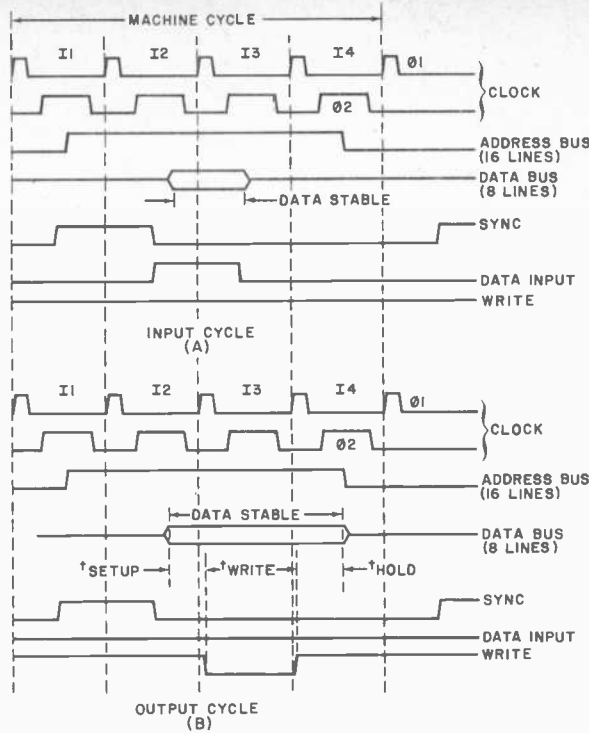 MACHINE CYCLE
I1 I2 I3 I4 Ø1
Ø2
CLOCK
ADDRESS BUS
(16 LINES)
DATA BUS
(8 LINES)
DATA STABLE
SYNC
DATA INPUT
WRITE
INPUT CYCLE
(A)
I1 I2 I3 I4 Ø1
Ø2
CLOCK
ADDRESS BUS
(16 LINES)
DATA STABLE
DATA BUS
(8 LINES)
tSETUP tWRITE tHOLD
SYNC
DATA INPUT
WRITE
OUTPUT CYCLE
(B)